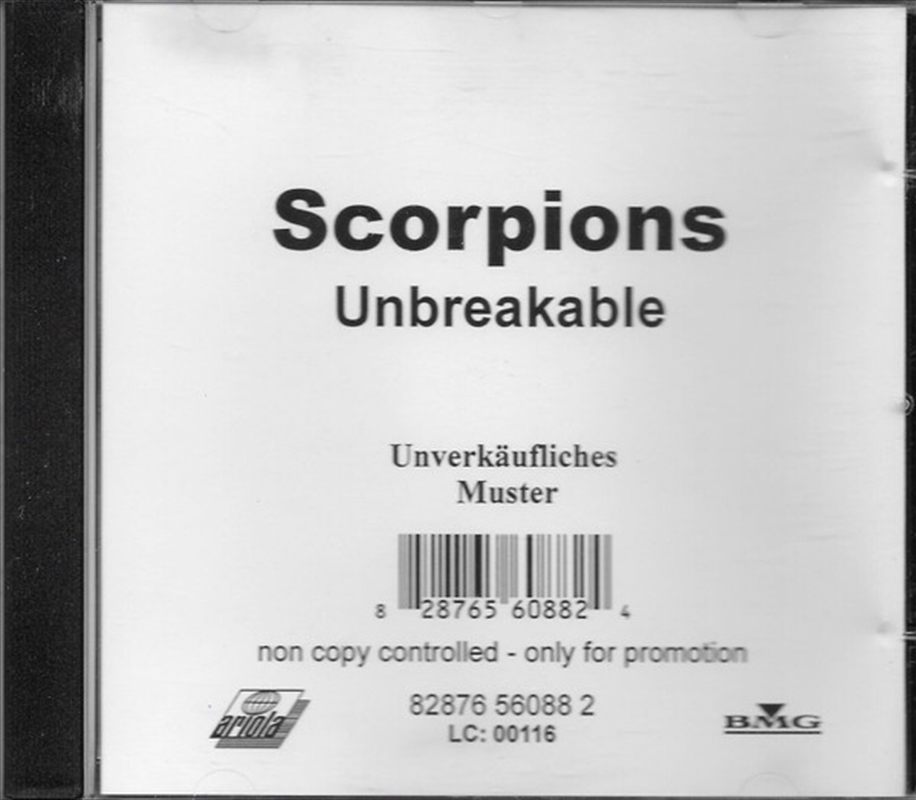 Scorpions
Unbreakable
Unverkäufliches
Muster
8 28765 60882 4
non copy controlled - only for promotion
ariola
82876 56088 2
LC: 00116
BMG